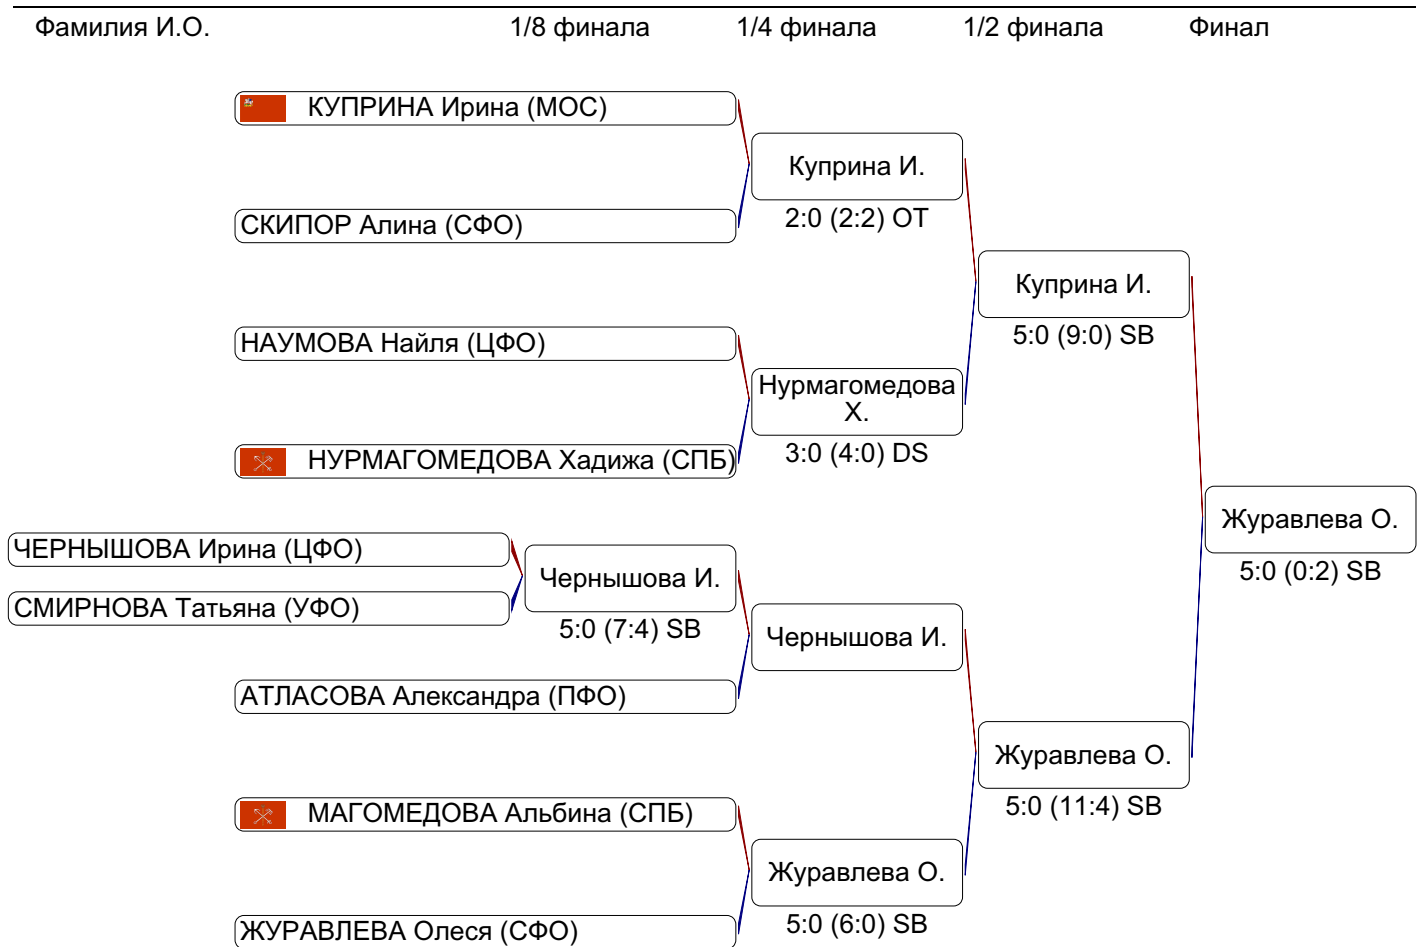 Фамилия И.О. 1/8 финала 1/4 финала 1/2 финала Финал
КУПРИНА Ирина (МОС)
Куприна И.
2:0 (2:2) OT
СКИПОР Алина (СФО)
Куприна И.
5:0 (9:0) SB
НАУМОВА Найля (ЦФО)
Нурмагомедова
Х.
3:0 (4:0) DS
НУРМАГОМЕДОВА Хадижа (СПБ)
Журавлева О.
5:0 (0:2) SB
ЧЕРНЫШОВА Ирина (ЦФО)
Чернышова И.
5:0 (7:4) SB
СМИРНОВА Татьяна (УФО)
Чернышова И.
АТЛАСОВА Александра (ПФО)
Журавлева О.
5:0 (11:4) SB
МАГОМЕДОВА Альбина (СПБ)
Журавлева О.
5:0 (6:0) SB
ЖУРАВЛЕВА Олеся (СФО)